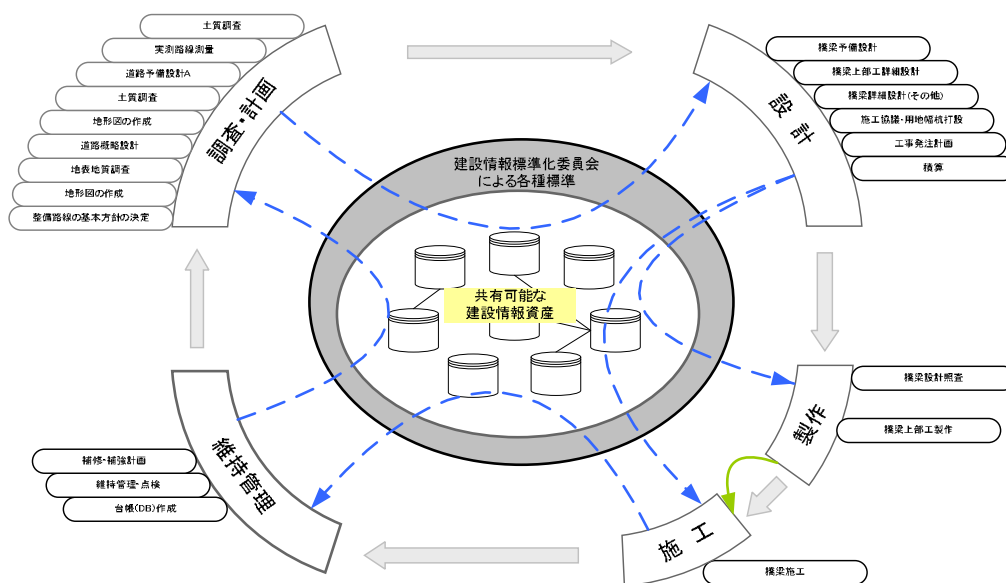 土質調査
実測路線測量
道路予備設計A
土質調査
地形図の作成
道路概略設計
地表地質調査
地形図の作成
整備路線の基本方針の決定
調査・計画
建設情報標準化委員会
による各種標準
共有可能な
建設情報資産
設計
橋梁予備設計
橋梁上部工詳細設計
橋梁詳細設計(その他)
施工協議・用地幅杭打設
工事発注計画
積算
製作
橋梁設計照査
橋梁上部工製作
施工
橋梁施工
維持管理
補修・補強計画
維持管理・点検
台帳(DB)作成